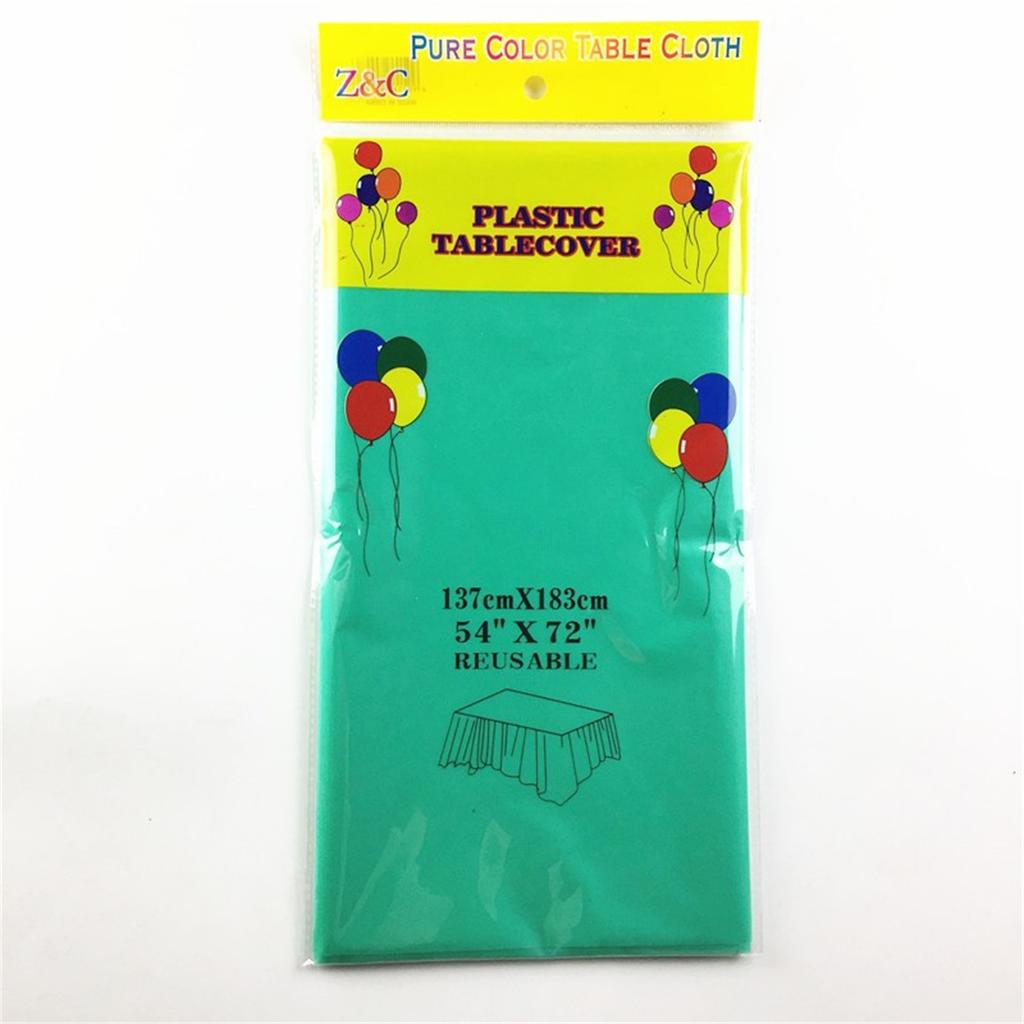 PURE COLOR TABLE CLOTH
Z&C
PLASTIC
TABLECOVER
137cmX183cm
54" X 72"
REUSABLE